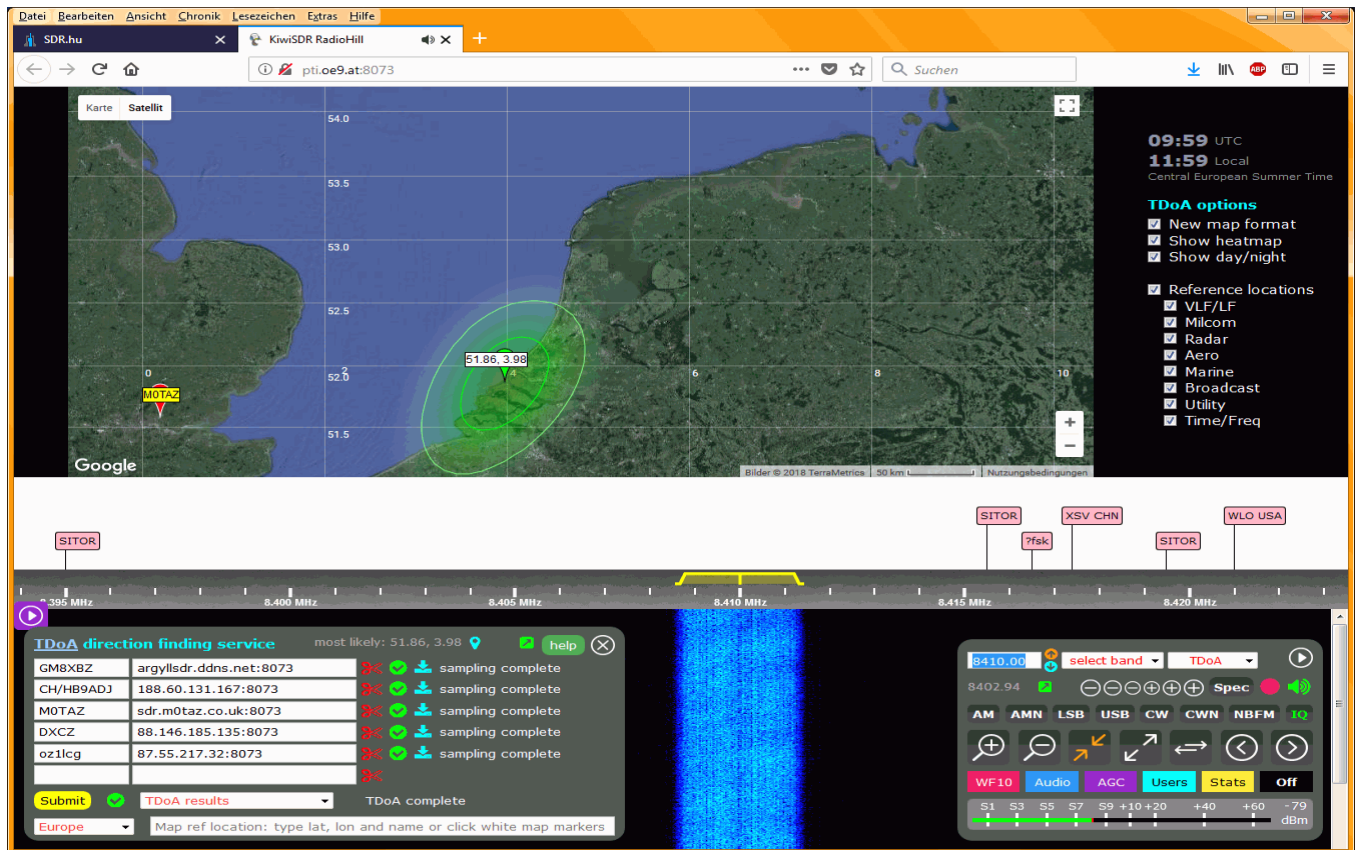 Datei Bearbeiten Ansicht Chronik Lesezeichen Extras Hilfe
SDR.hu
KiwiSDR RadioHill
pti.oe9.at:8073
Suchen
ABP
Karte Satellit
54.0
53.5
53.0
52.5
52.0
51.5
0
2
4
6
8
10
51.86, 3.98
M0TAZ
Google
Bilder © 2018 TerraMetrics 50 km Nutzungsbedingungen
09:59 UTC
11:59 Local
Central European Summer Time
TDoA options
New map format
Show heatmap
Show day/night
Reference locations
VLF/LF
Milcom
Radar
Aero
Marine
Broadcast
Utility
Time/Freq
SITOR
SITOR
?fsk
XSV CHN
SITOR
WLO USA
8.395 MHz 8.400 MHz 8.405 MHz 8.410 MHz 8.415 MHz 8.420 MHz
TDoA direction finding service most likely: 51.86, 3.98 help
GM8XBZ argyllsdr.ddns.net:8073 sampling complete
CH/HB9ADJ 188.60.131.167:8073 sampling complete
M0TAZ sdr.m0taz.co.uk:8073 sampling complete
DXCZ 88.146.185.135:8073 sampling complete
oz1lcg 87.55.217.32:8073 sampling complete
Submit TDoA results TDoA complete
Europe Map ref location: type lat, lon and name or click white map markers
8410.00 select band TDoA
8402.94 Spec
AM AMN LSB USB CW CWN NBFM IQ
WF10 Audio AGC Users Stats Off
S1 S3 S5 S7 S9 +10 +20 +40 +60 -79
dBm